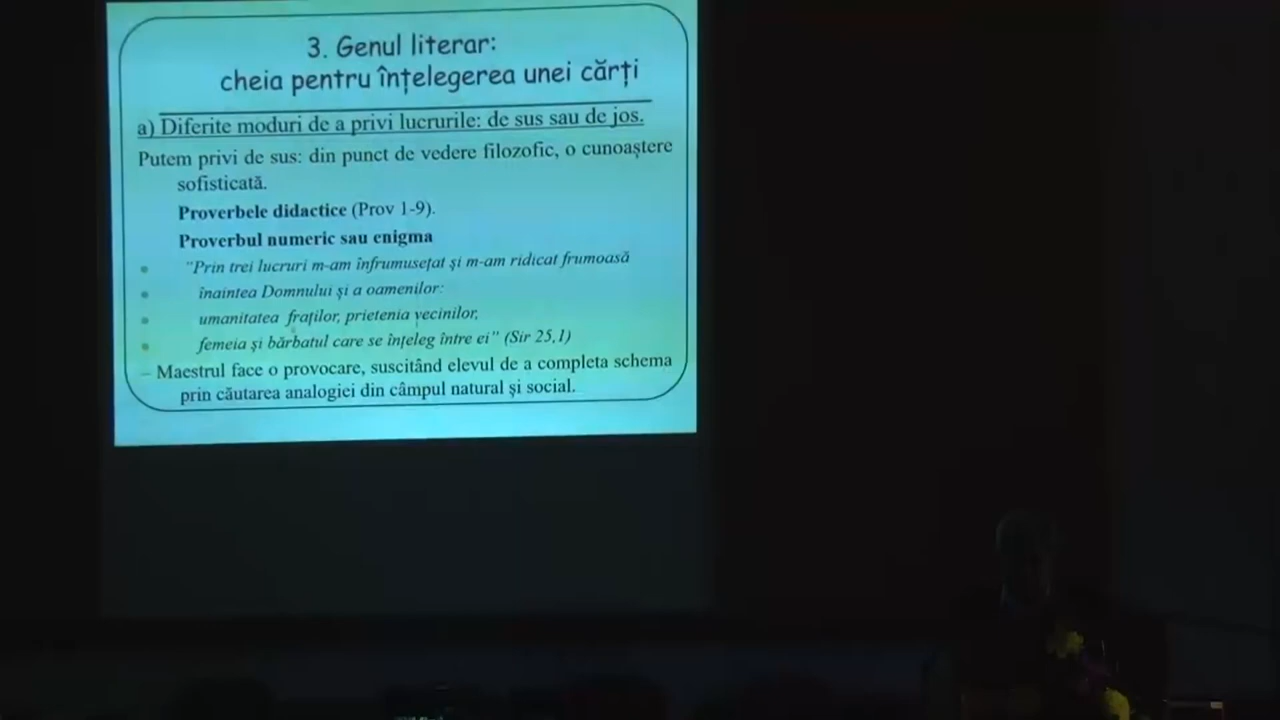 3. Genul literar:
cheia pentru înțelegerea unei cărți
a) Diferite moduri de a privi lucrurile: de sus sau de jos.
Putem privi de sus: din punct de vedere filozofic, o cunoaștere
sofisticată.
Proverbele didactice (Prov 1-9).
Proverbul numeric sau enigma
"Prin trei lucruri m-am înfrumusețat și m-am ridicat frumoasă
înaintea Domnului și a oamenilor:
umanitatea fraților, prietenia vecinilor,
femeia și bărbatul care se înțeleg între ei" (Sir 25,1)
– Maestrul face o provocare, suscitând elevul de a completa schema
prin căutarea analogiei din câmpul natural și social.